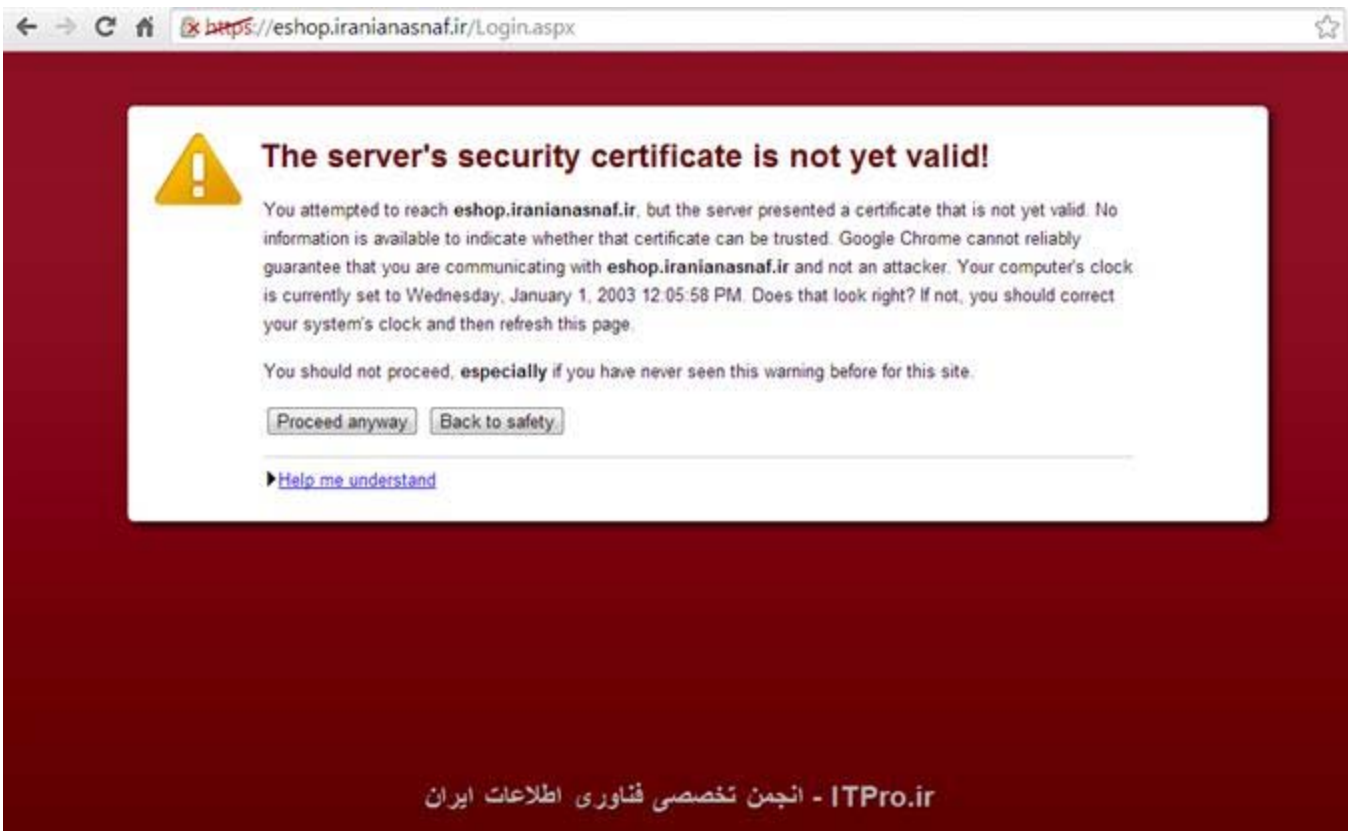 https://eshop.iranianasnaf.ir/Login.aspx
The server's security certificate is not yet valid!
You attempted to reach eshop.iranianasnaf.ir, but the server presented a certificate that is not yet valid. No
information is available to indicate whether that certificate can be trusted. Google Chrome cannot reliably
guarantee that you are communicating with eshop.iranianasnaf.ir and not an attacker. Your computer's clock
is currently set to Wednesday, January 1, 2003 12:05:58 PM. Does that look right? If not, you should correct
your system's clock and then refresh this page.
You should not proceed, especially if you have never seen this warning before for this site.
Proceed anyway Back to safety
Help me understand
ITPro.ir - انجمن تخصصی فناوری اطلاعات ایران